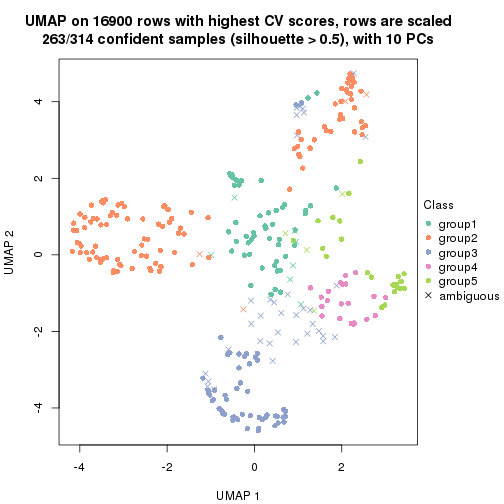 UMAP on 16900 rows with highest CV scores, rows are scaled
263/314 confident samples (silhouette > 0.5), with 10 PCs
4
2
0
-2
-4
UMAP 2
-4
-2
0
2
UMAP 1
Class
group1
group2
group3
group4
group5
ambiguous